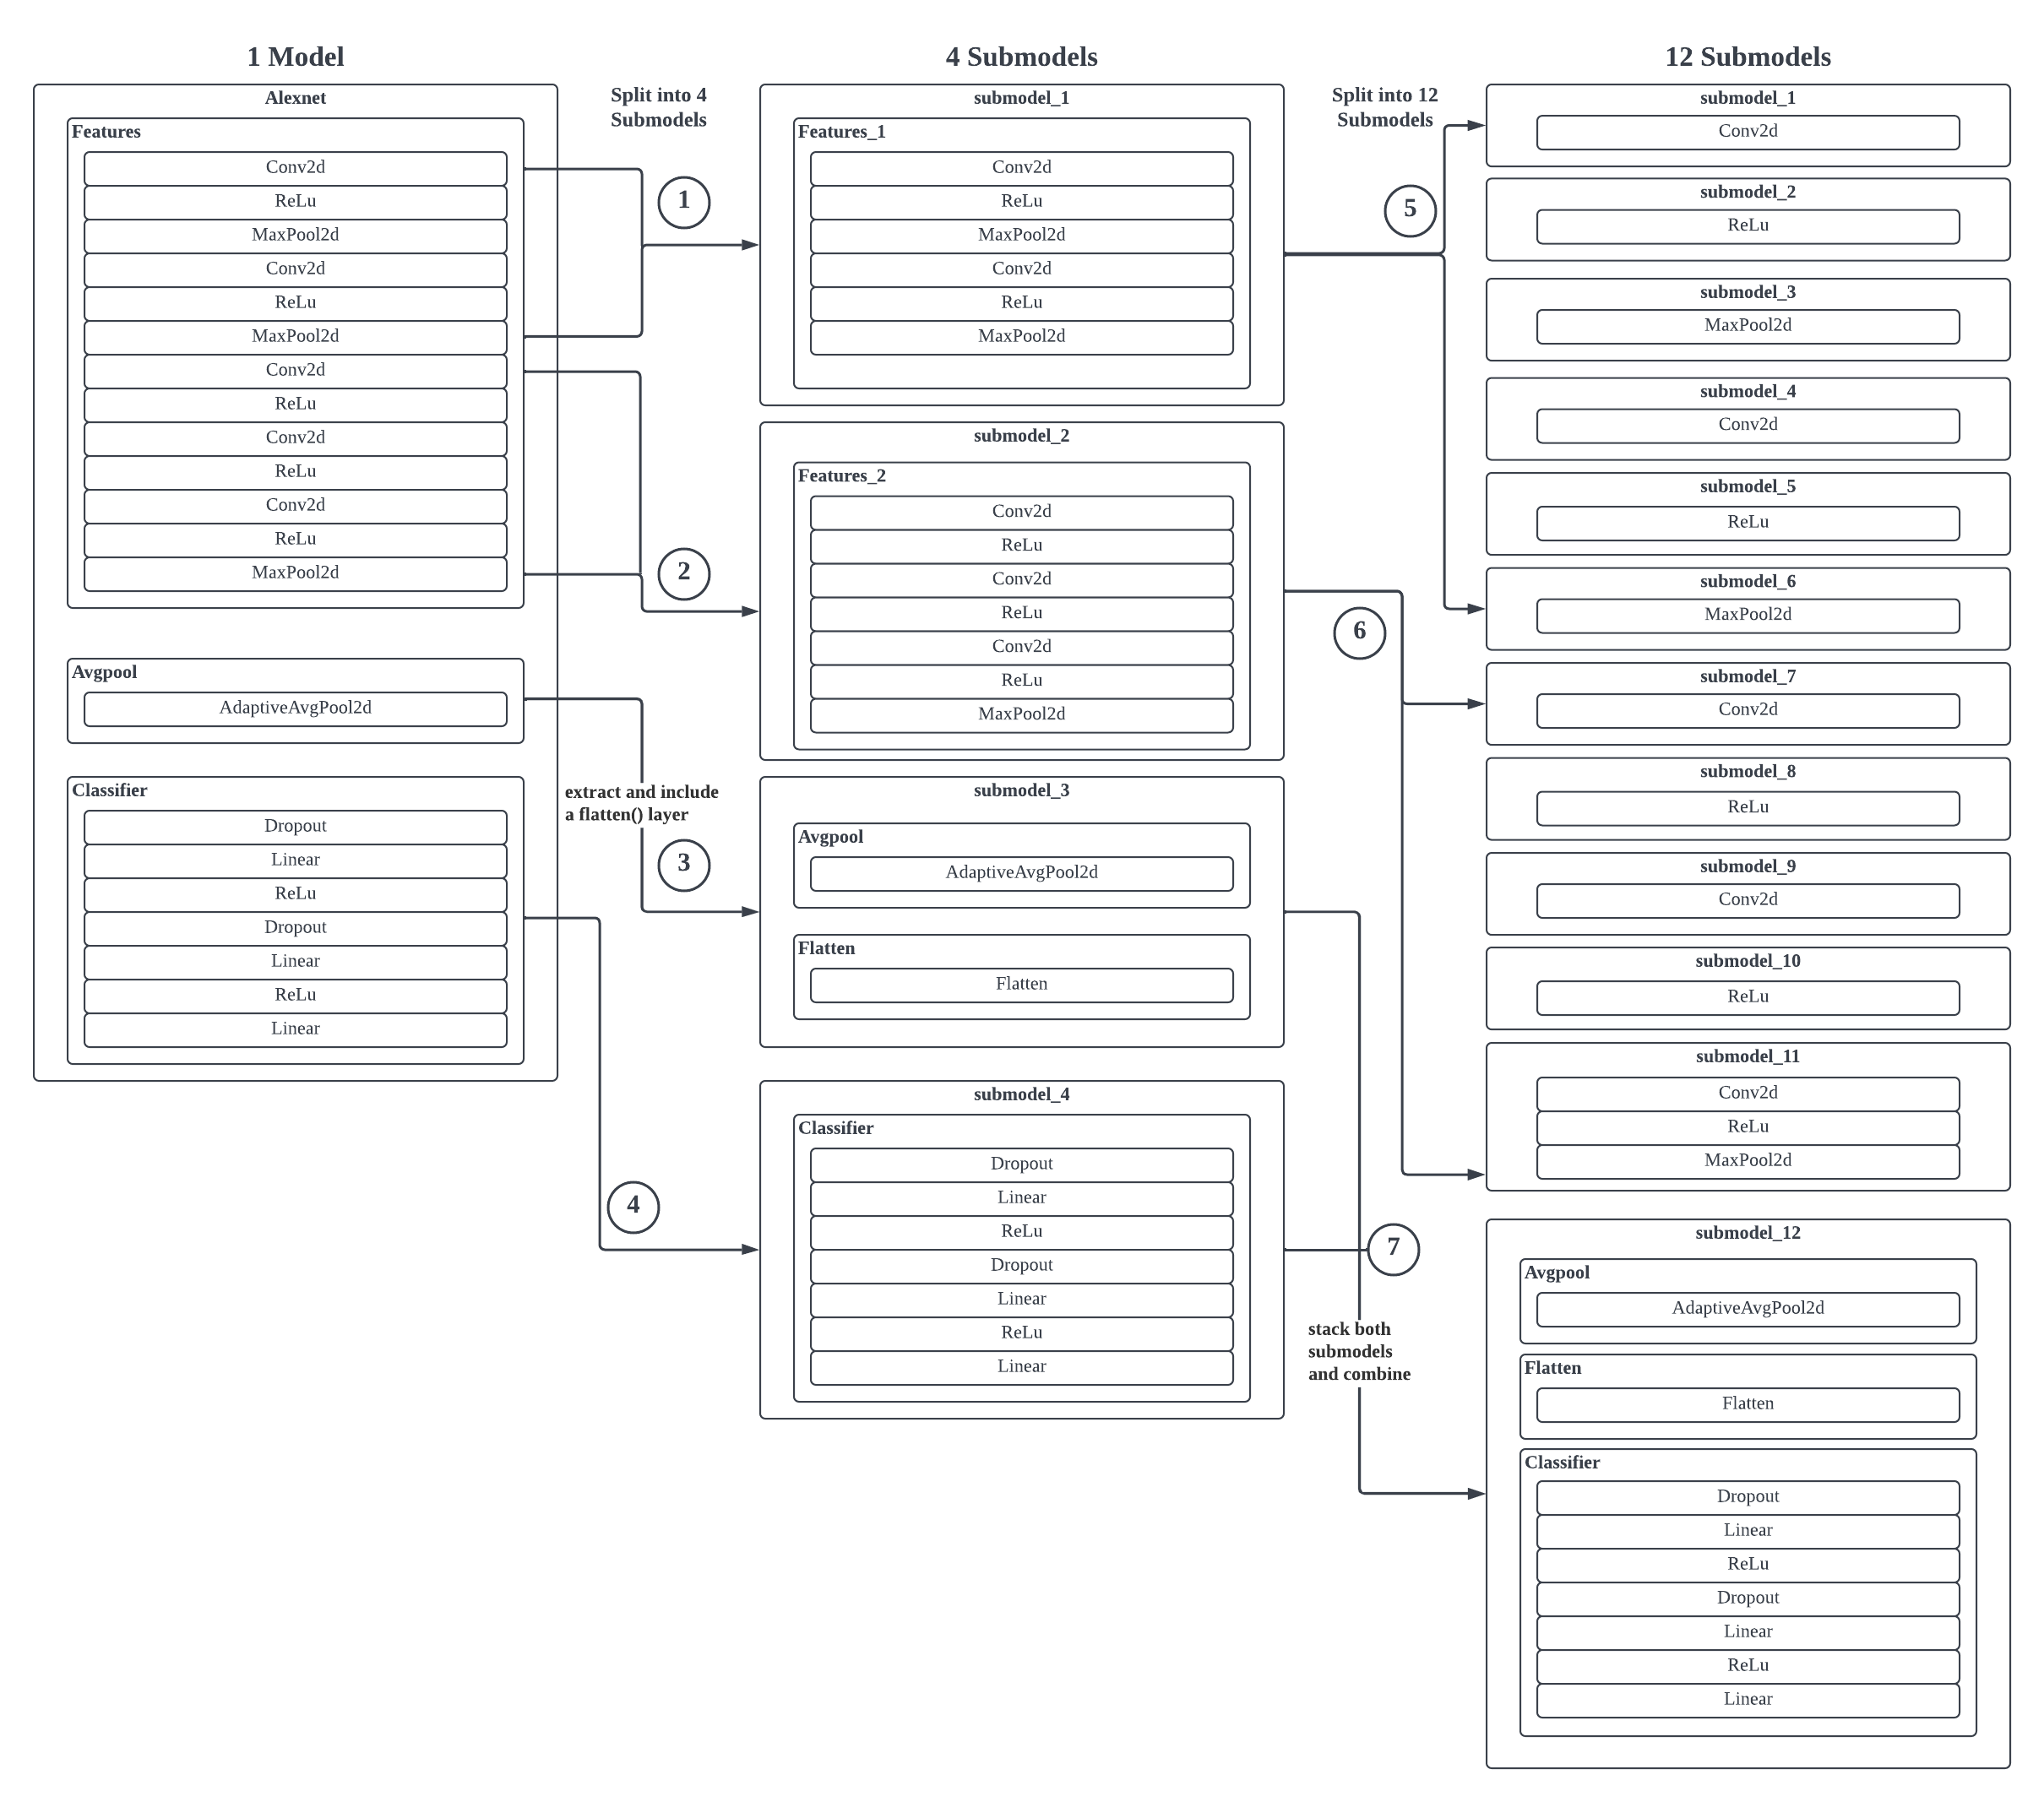 1 Model
Alexnet
Features
Conv2d
ReLu
MaxPool2d
Conv2d
ReLu
MaxPool2d
Conv2d
ReLu
Conv2d
ReLu
Conv2d
ReLu
MaxPool2d
Avgpool
AdaptiveAvgPool2d
Classifier
Dropout
Linear
ReLu
Dropout
Linear
ReLu
Linear
Split into 4
Submodels
1
2
extract and include
a flatten() layer
3
4
4 Submodels
submodel_1
Features_1
Conv2d
ReLu
MaxPool2d
Conv2d
ReLu
MaxPool2d
submodel_2
Features_2
Conv2d
ReLu
Conv2d
ReLu
Conv2d
ReLu
MaxPool2d
submodel_3
Avgpool
AdaptiveAvgPool2d
Flatten
Flatten
submodel_4
Classifier
Dropout
Linear
ReLu
Dropout
Linear
ReLu
Linear
Split into 12
Submodels
5
6
7
stack both
submodels
and combine
12 Submodels
submodel_1
Conv2d
submodel_2
ReLu
submodel_3
MaxPool2d
submodel_4
Conv2d
submodel_5
ReLu
submodel_6
MaxPool2d
submodel_7
Conv2d
submodel_8
ReLu
submodel_9
Conv2d
submodel_10
ReLu
submodel_11
Conv2d
ReLu
MaxPool2d
submodel_12
Avgpool
AdaptiveAvgPool2d
Flatten
Flatten
Classifier
Dropout
Linear
ReLu
Dropout
Linear
ReLu
Linear